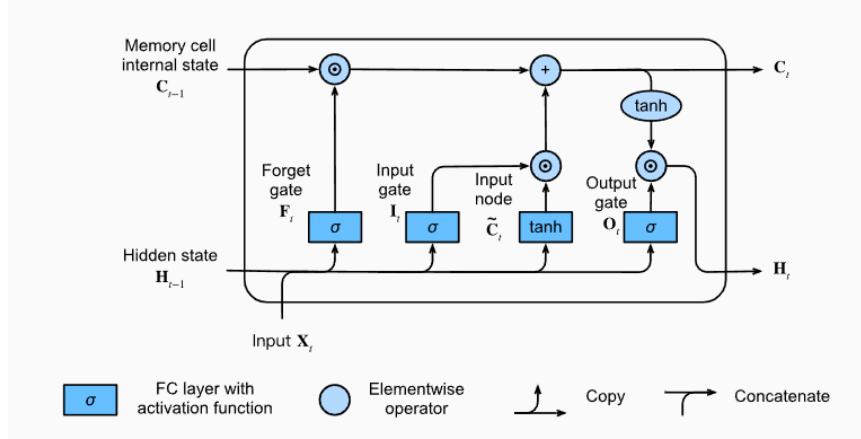 Memory cell
internal state
C_{t-1}
⊙
+
C_t
tanh
Forget
gate
F_t
σ
Input
gate
I_t
σ
Input
node
C̃_t
tanh
⊙
Output
gate
O_t
σ
⊙
Hidden state
H_{t-1}
H_t
Input X_t
σ
FC layer with
activation function
Elementwise
operator
Copy
Concatenate